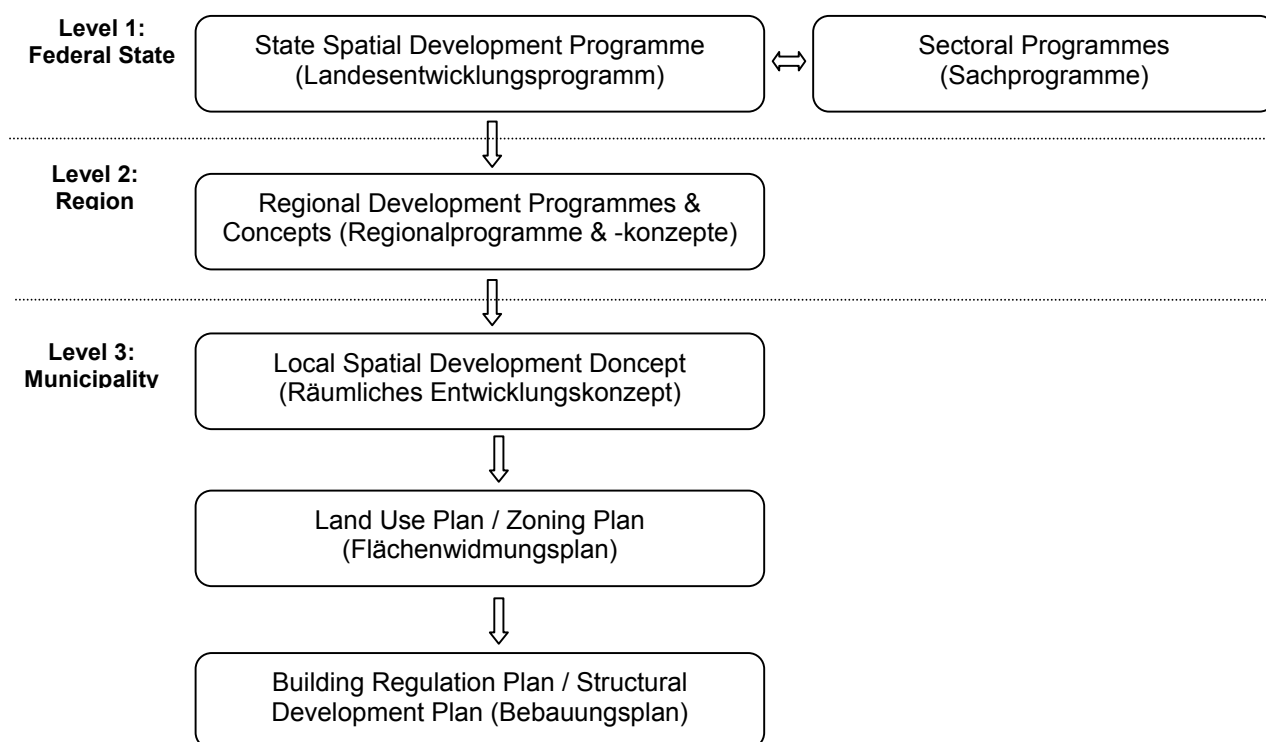 Level 1:
Federal State
State Spatial Development Programme
(Landesentwicklungsprogramm)
Sectoral Programmes
(Sachprogramme)
Level 2:
Region
Regional Development Programmes &
Concepts (Regionalprogramme & -konzepte)
Level 3:
Municipality
Local Spatial Development Doncept
(Räumliches Entwicklungskonzept)
Land Use Plan / Zoning Plan
(Flächenwidmungsplan)
Building Regulation Plan / Structural
Development Plan (Bebauungsplan)